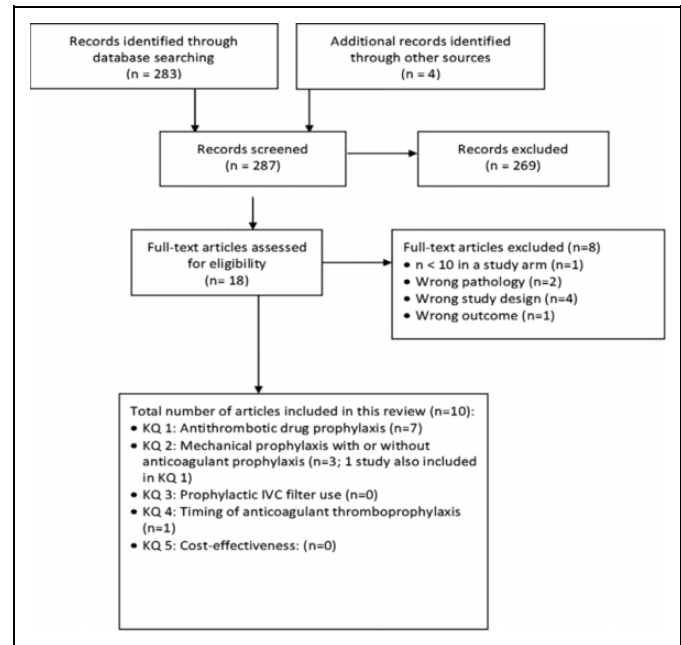 Records identified through
database searching
(n = 283)
Additional records identified
through other sources
(n = 4)
Records screened
(n = 287)
Records excluded
(n = 269)
Full-text articles assessed
for eligibility
(n= 18)
Full-text articles excluded (n=8)
• n < 10 in a study arm (n=1)
• Wrong pathology (n=2)
• Wrong study design (n=4)
• Wrong outcome (n=1)
Total number of articles included in this review (n=10):
• KQ 1: Antithrombotic drug prophylaxis (n=7)
• KQ 2: Mechanical prophylaxis with or without
anticoagulant prophylaxis (n=3; 1 study also included
in KQ 1)
• KQ 3: Prophylactic IVC filter use (n=0)
• KQ 4: Timing of anticoagulant thromboprophylaxis
(n=1)
• KQ 5: Cost-effectiveness: (n=0)